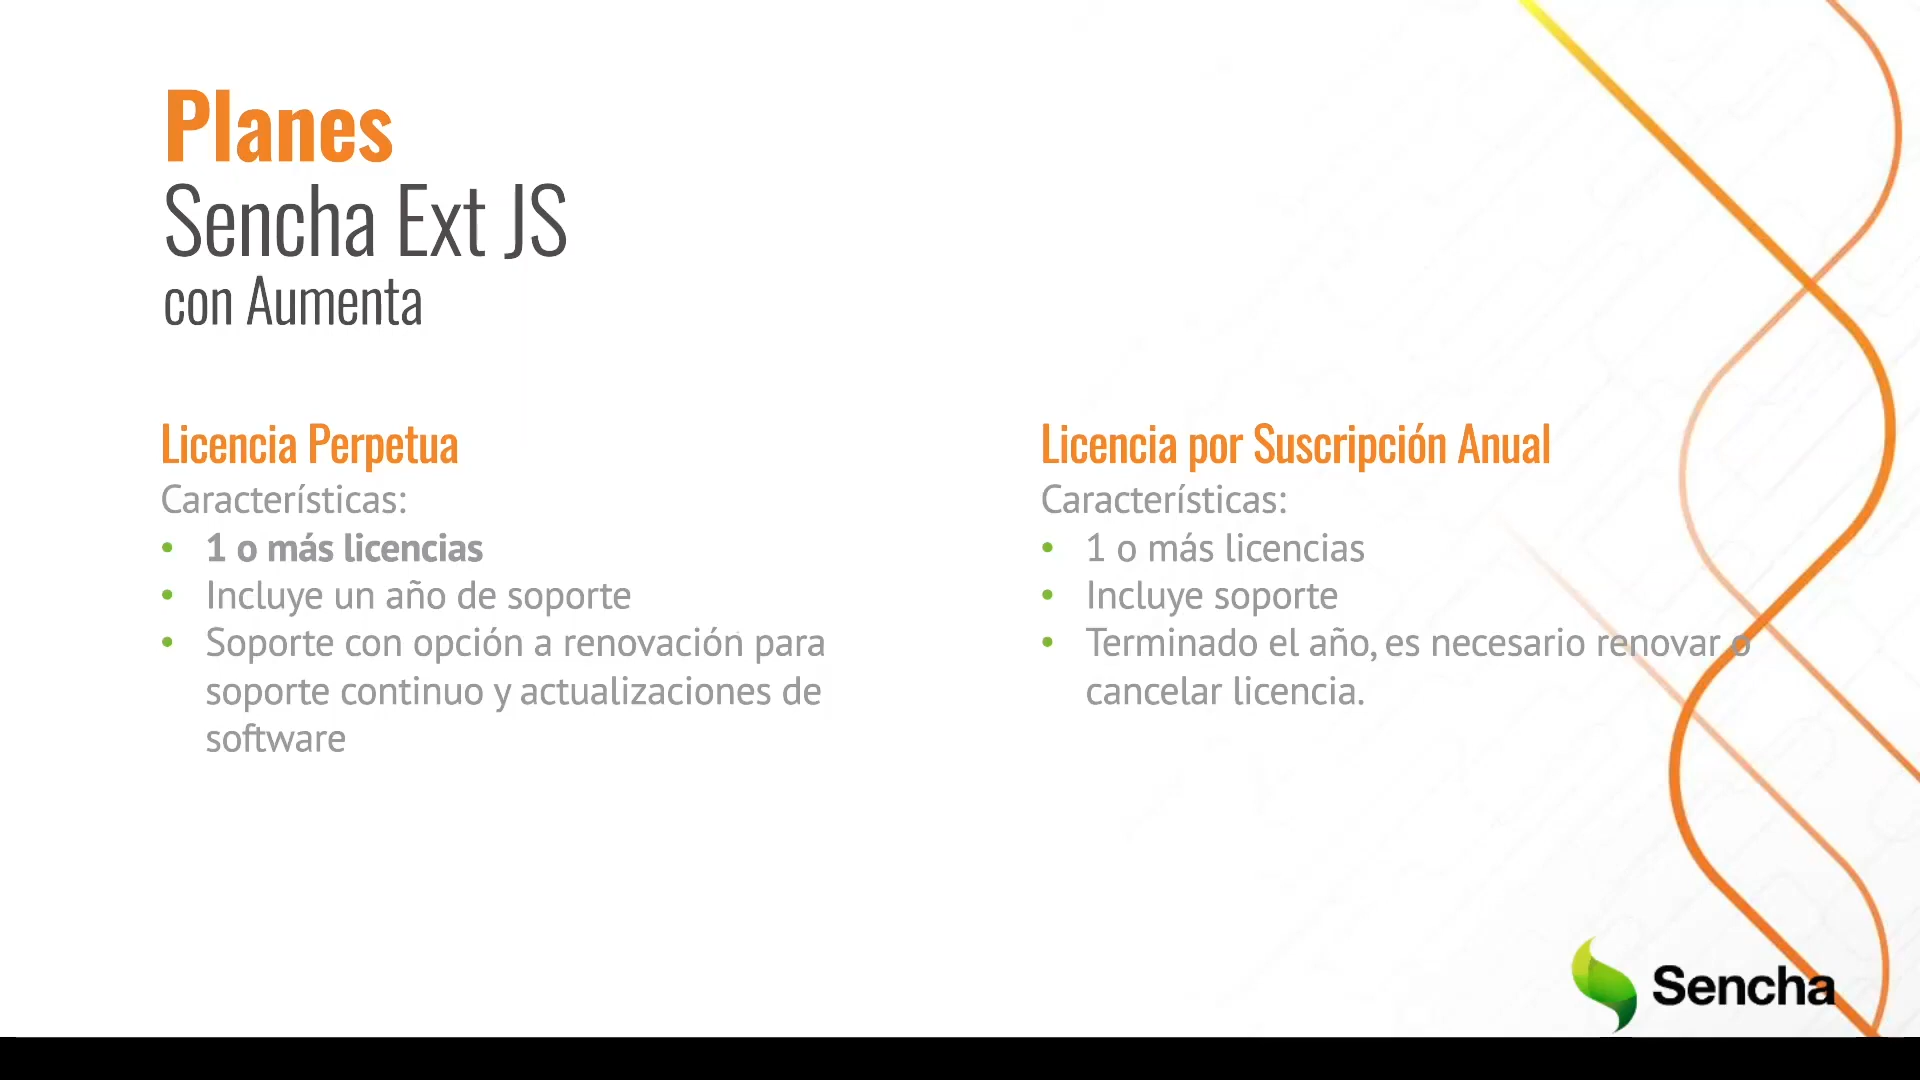 Planes
Sencha Ext JS
con Aumenta
Licencia Perpetua
Características:
• 1 o más licencias
• Incluye un año de soporte
• Soporte con opción a renovación para
soporte continuo y actualizaciones de
software
Licencia por Suscripción Anual
Características:
• 1 o más licencias
• Incluye soporte
• Terminado el año, es necesario renovar o
cancelar licencia.
Sencha